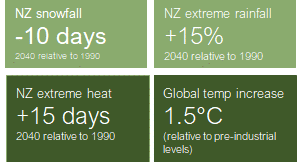 NZ snowfall
-10 days
2040 relative to 1990
NZ extreme rainfall
+15%
2040 relative to 1990
NZ extreme heat
+15 days
2040 relative to 1990
Global temp increase
1.5°C
(relative to pre-industrial
levels)